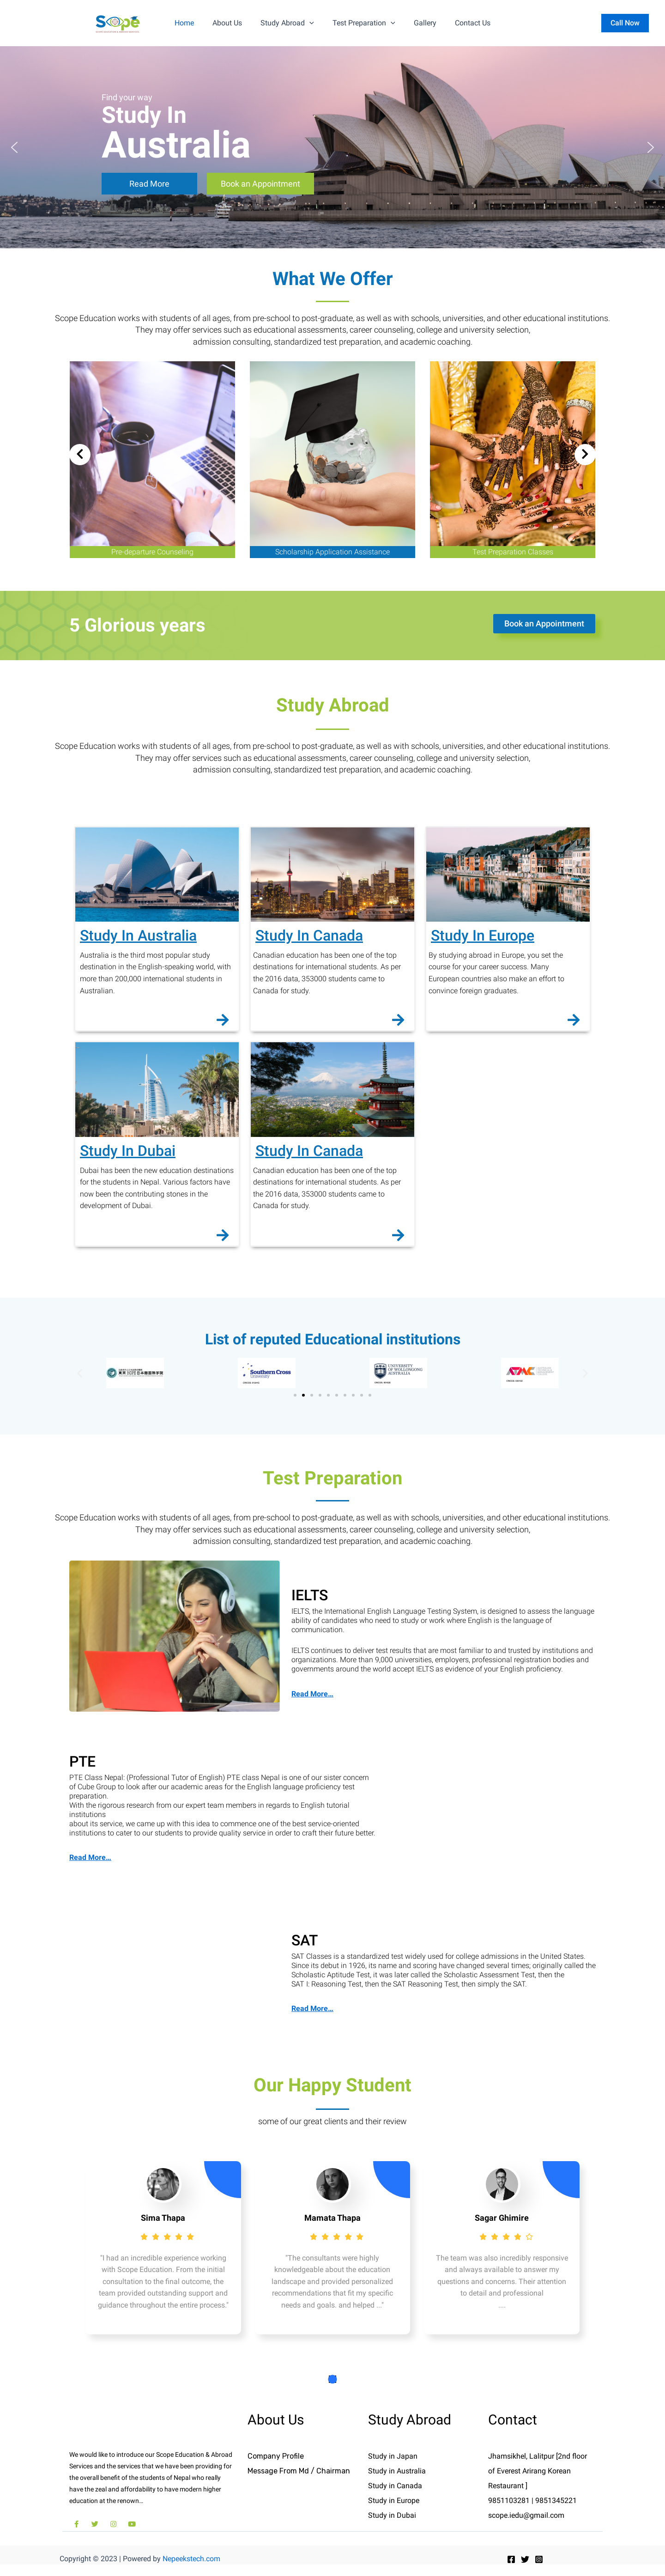 Scope
Home
About Us
Study Abroad
Test Preparation
Gallery
Contact Us
Call Now
Find your way
Study In
Australia
Read More
Book an Appointment
What We Offer
Scope Education works with students of all ages, from pre-school to post-graduate, as well as with schools, universities, and other educational institutions.
They may offer services such as educational assessments, career counseling, college and university selection,
admission consulting, standardized test preparation, and academic coaching.
Pre-departure Counseling
Scholarship Application Assistance
Test Preparation Classes
5 Glorious years
Book an Appointment
Study Abroad
Scope Education works with students of all ages, from pre-school to post-graduate, as well as with schools, universities, and other educational institutions.
They may offer services such as educational assessments, career counseling, college and university selection,
admission consulting, standardized test preparation, and academic coaching.
Study In Australia
Australia is the third most popular study
destination in the English-speaking world, with
more than 200,000 international students in
Australian.
Study In Canada
Canadian education has been one of the top
destinations for international students. As per
the 2016 data, 353000 students came to
Canada for study.
Study In Europe
By studying abroad in Europe, you set the
course for your career success. Many
European countries also make an effort to
convince foreign graduates.
Study In Dubai
Dubai has been the new education destinations
for the students in Nepal. Various factors have
now been the contributing stones in the
development of Dubai.
Study In Canada
Canadian education has been one of the top
destinations for international students. As per
the 2016 data, 353000 students came to
Canada for study.
List of reputed Educational institutions
Southern Cross
University
UNIVERSITY
OF WOLLONGONG
AUSTRALIA
Test Preparation
Scope Education works with students of all ages, from pre-school to post-graduate, as well as with schools, universities, and other educational institutions.
They may offer services such as educational assessments, career counseling, college and university selection,
admission consulting, standardized test preparation, and academic coaching.
IELTS
IELTS, the International English Language Testing System, is designed to assess the language
ability of candidates who need to study or work where English is the language of
communication.
IELTS continues to deliver test results that are most familiar to and trusted by institutions and
organizations. More than 9,000 universities, employers, professional registration bodies and
governments around the world accept IELTS as evidence of your English proficiency.
Read More...
PTE
PTE Class Nepal: (Professional Tutor of English) PTE class Nepal is one of our sister concern
of Cube Group to look after our academic areas for the English language proficiency test
preparation.
With the rigorous research from our expert team members in regards to English tutorial
institutions
about its service, we came up with this idea to commence one of the best service-oriented
institutions to cater to our students to provide quality service in order to craft their future better.
Read More...
SAT
SAT Classes is a standardized test widely used for college admissions in the United States.
Since its debut in 1926, its name and scoring have changed several times; originally called the
Scholastic Aptitude Test, it was later called the Scholastic Assessment Test, then the
SAT I: Reasoning Test, then the SAT Reasoning Test, then simply the SAT.
Read More...
Our Happy Student
some of our great clients and their review
Sima Thapa
"I had an incredible experience working
with Scope Education. From the initial
consultation to the final outcome, the
team provided outstanding support and
guidance throughout the entire process."
Mamata Thapa
"The consultants were highly
knowledgeable about the education
landscape and provided personalized
recommendations that fit my specific
needs and goals. and helped ..."
Sagar Ghimire
The team was also incredibly responsive
and always available to answer my
questions and concerns. Their attention
to detail and professional
....
We would like to introduce our Scope Education & Abroad
Services and the services that we have been providing for
the overall benefit of the students of Nepal who really
have the zeal and affordability to have modern higher
education at the renown...
About Us
Company Profile
Message From Md / Chairman
Study Abroad
Study in Japan
Study in Australia
Study in Canada
Study in Europe
Study in Dubai
Contact
Jhamsikhel, Lalitpur [2nd floor
of Everest Arirang Korean
Restaurant ]
9851103281 | 9851345221
scope.iedu@gmail.com
Copyright © 2023 | Powered by Nepeekstech.com